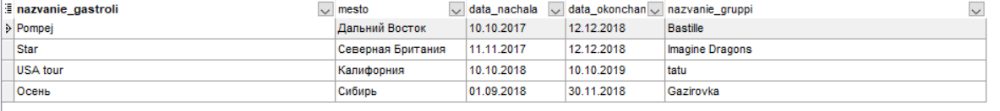 nazvanie_gastroli mesto data_nachala data_okonchan nazvanie_gruppi
Pompej Дальний Восток 10.10.2017 12.12.2018 Bastille
Star Северная Британия 11.11.2017 12.12.2018 Imagine Dragons
USA tour Калифорния 10.10.2018 10.10.2019 tatu
Осень Сибирь 01.09.2018 30.11.2018 Gazirovka